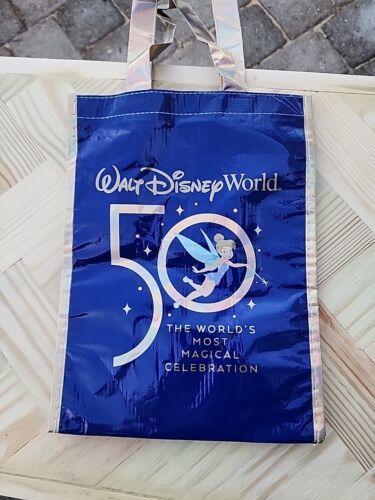 WALT DISNEY World
50
THE WORLD'S
MOST
MAGICAL
CELEBRATION